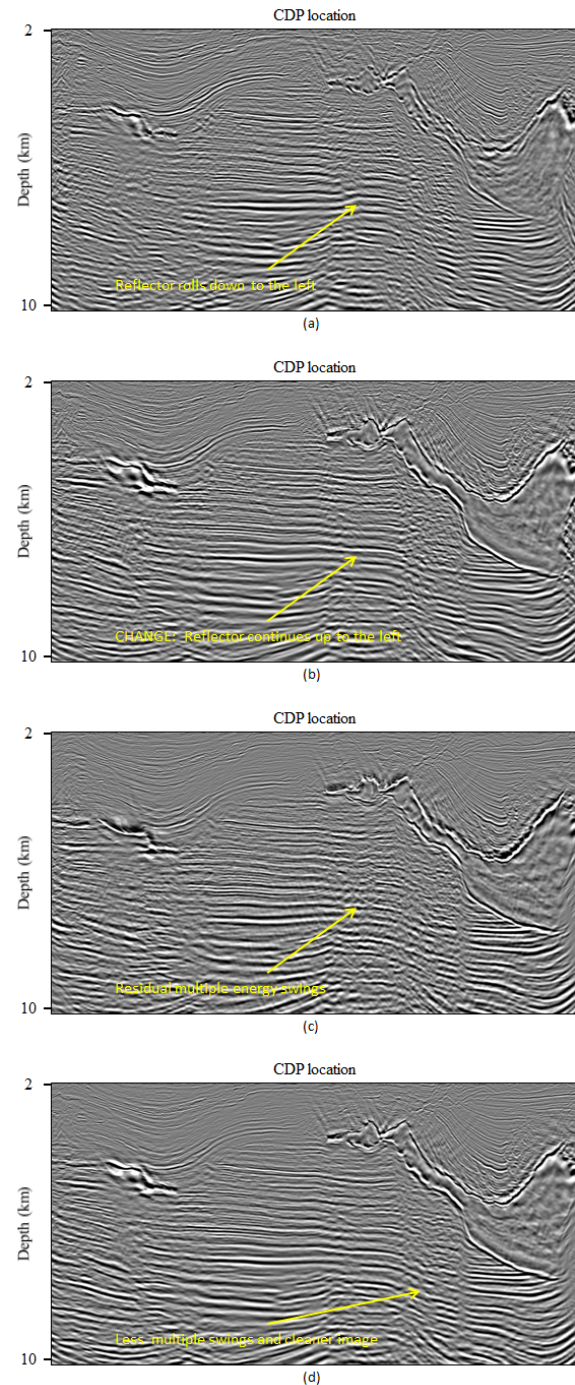 CDP location
2
Depth (km)
Reflector rolls down to the left
10
(a)
CDP location
2
Depth (km)
CHANGE: Reflector continues up to the left
10
(b)
CDP location
2
Depth (km)
Residual multiple energy swings
10
(c)
CDP location
2
Depth (km)
Less multiple swings and cleaner image
10
(d)